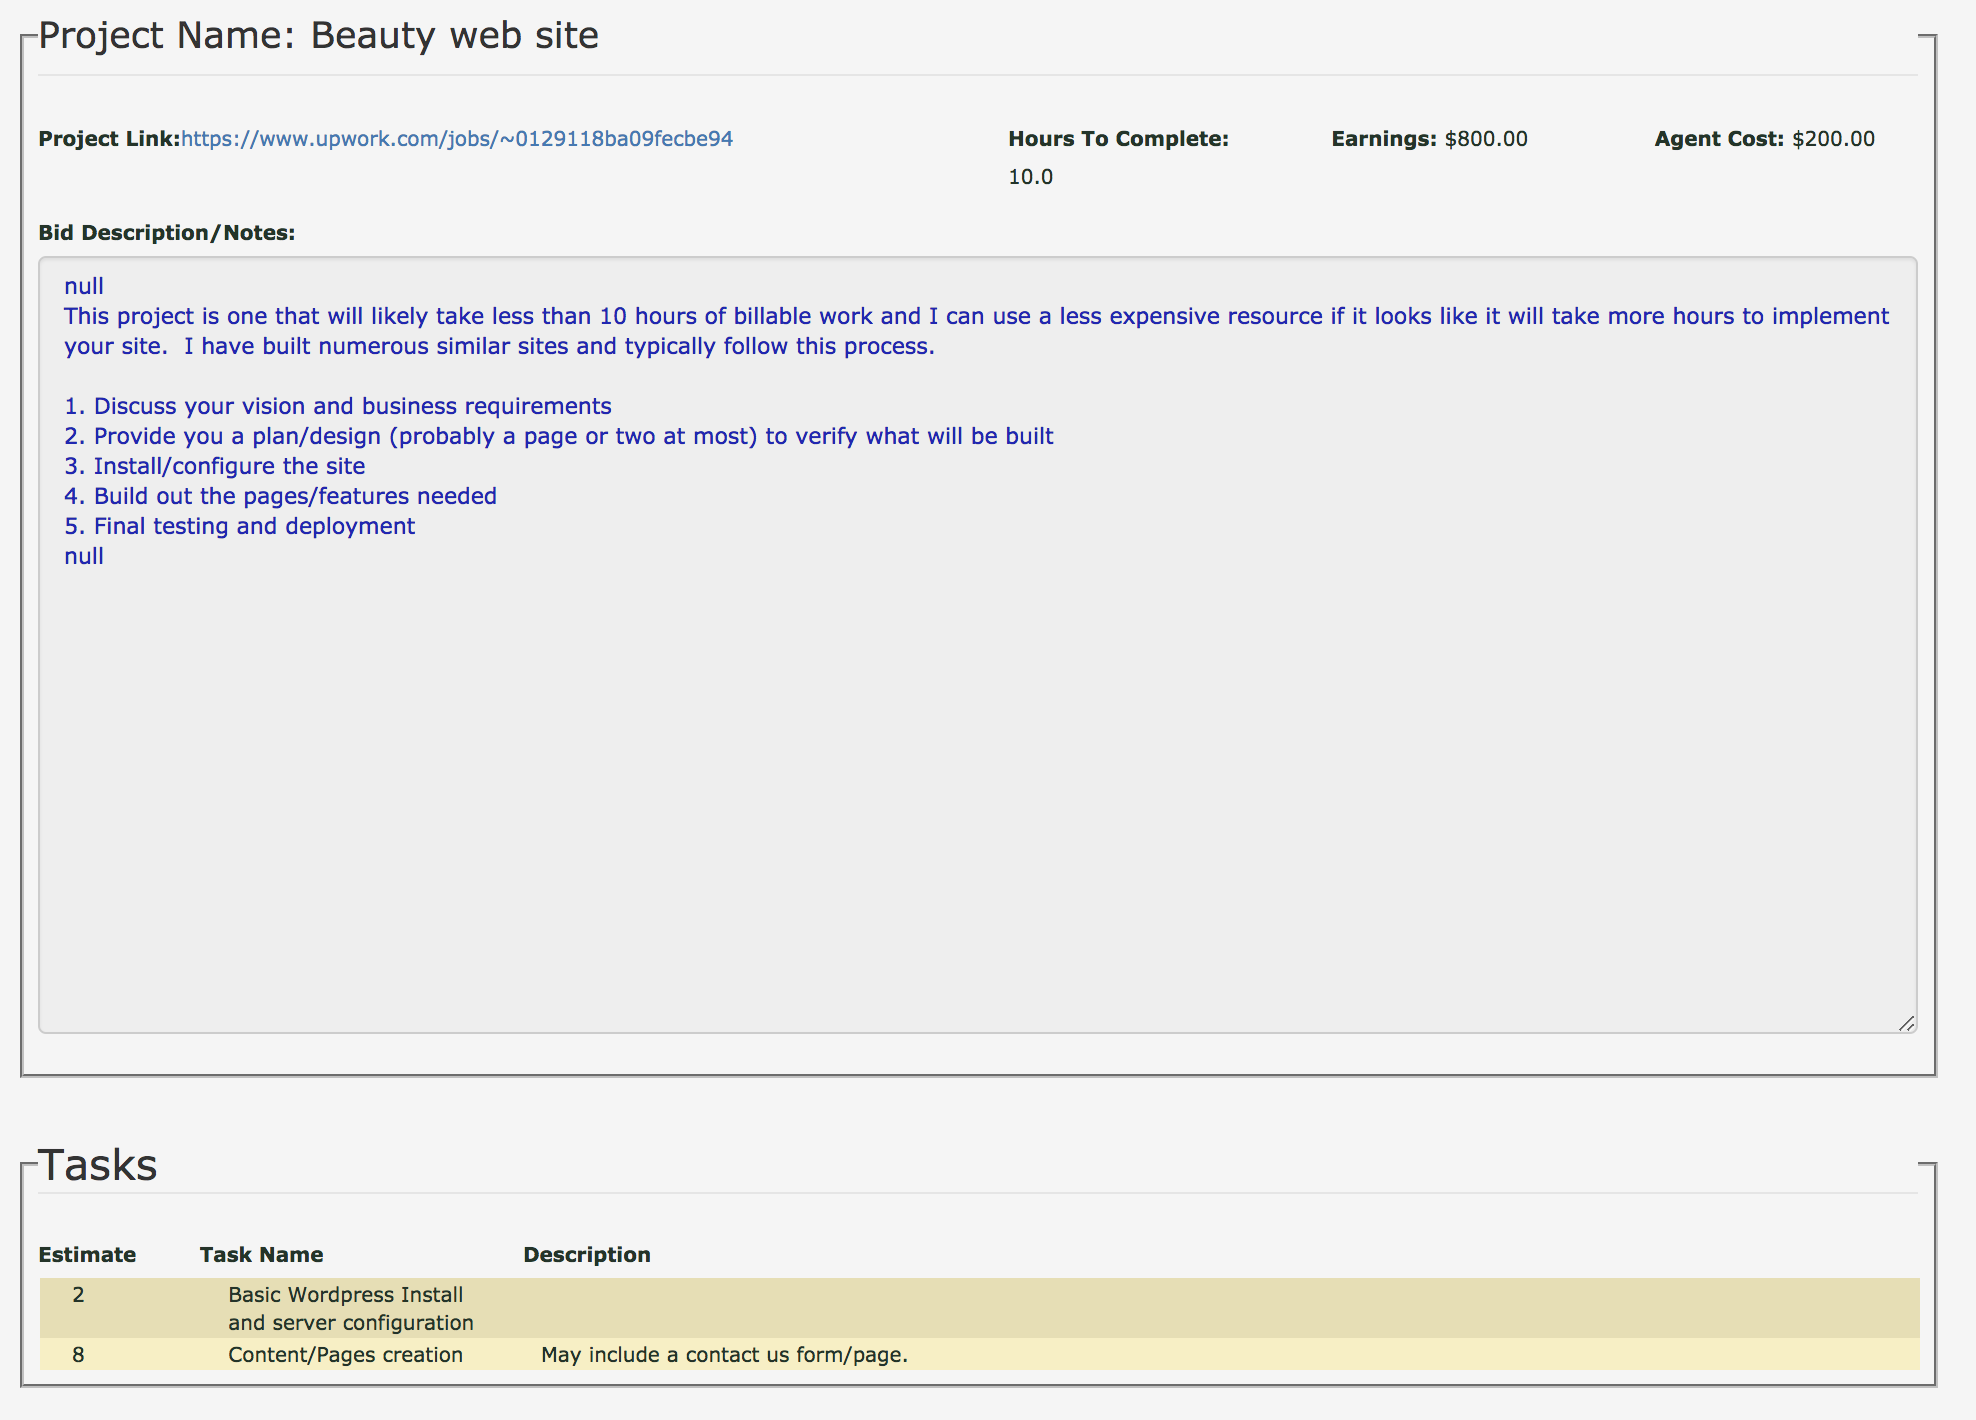 Project Name: Beauty web site
Project Link:https://www.upwork.com/jobs/~0129118ba09fecbe94
Hours To Complete:
10.0
Earnings: $800.00
Agent Cost: $200.00
Bid Description/Notes:
null
This project is one that will likely take less than 10 hours of billable work and I can use a less expensive resource if it looks like it will take more hours to implement
your site.  I have built numerous similar sites and typically follow this process.
1. Discuss your vision and business requirements
2. Provide you a plan/design (probably a page or two at most) to verify what will be built
3. Install/configure the site
4. Build out the pages/features needed
5. Final testing and deployment
null
Tasks
Estimate Task Name Description
2 Basic Wordpress Install
and server configuration
8 Content/Pages creation May include a contact us form/page.